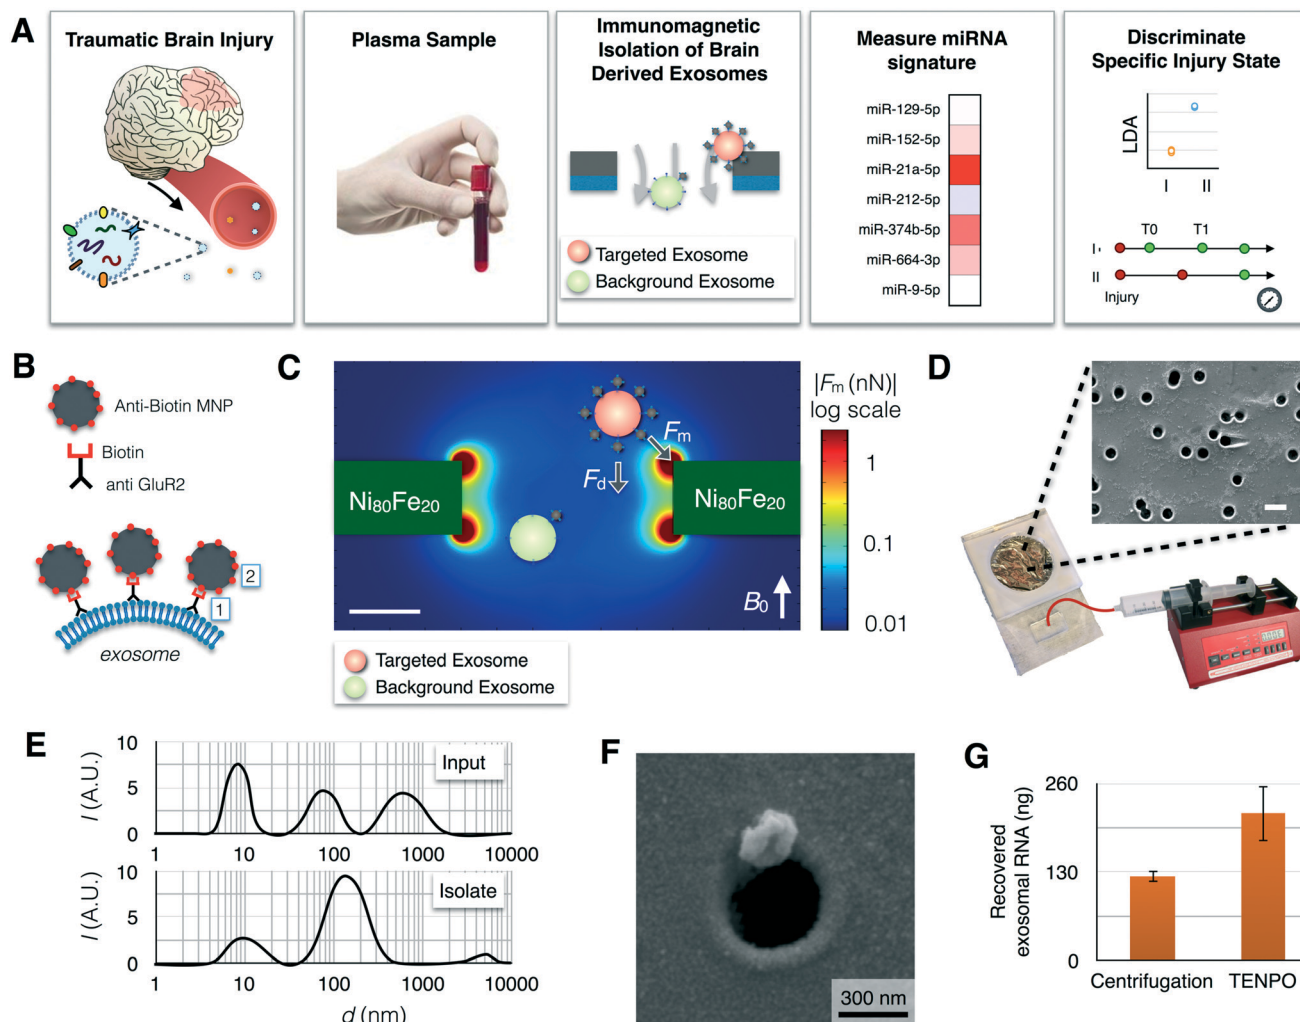 A
Traumatic Brain Injury
Plasma Sample
Immunomagnetic
Isolation of Brain
Derived Exosomes
Targeted Exosome
Background Exosome
Measure miRNA
signature
miR-129-5p
miR-152-5p
miR-21a-5p
miR-212-5p
miR-374b-5p
miR-664-3p
miR-9-5p
Discriminate
Specific Injury State
LDA
I II
T0 T1
I
II
Injury
B
Anti-Biotin MNP
Biotin
anti GluR2
2
1
exosome
C
Ni80Fe20
Ni80Fe20
Fm
Fd
B0
|Fm (nN)|
log scale
1
0.1
0.01
Targeted Exosome
Background Exosome
D
E
I (A.U.)
10
5
0
Input
1 10 100 1000 10000
I (A.U.)
10
5
0
Isolate
1 10 100 1000 10000
d (nm)
F
300 nm
G
Recovered
exosomal RNA (ng)
260
130
0
Centrifugation TENPO